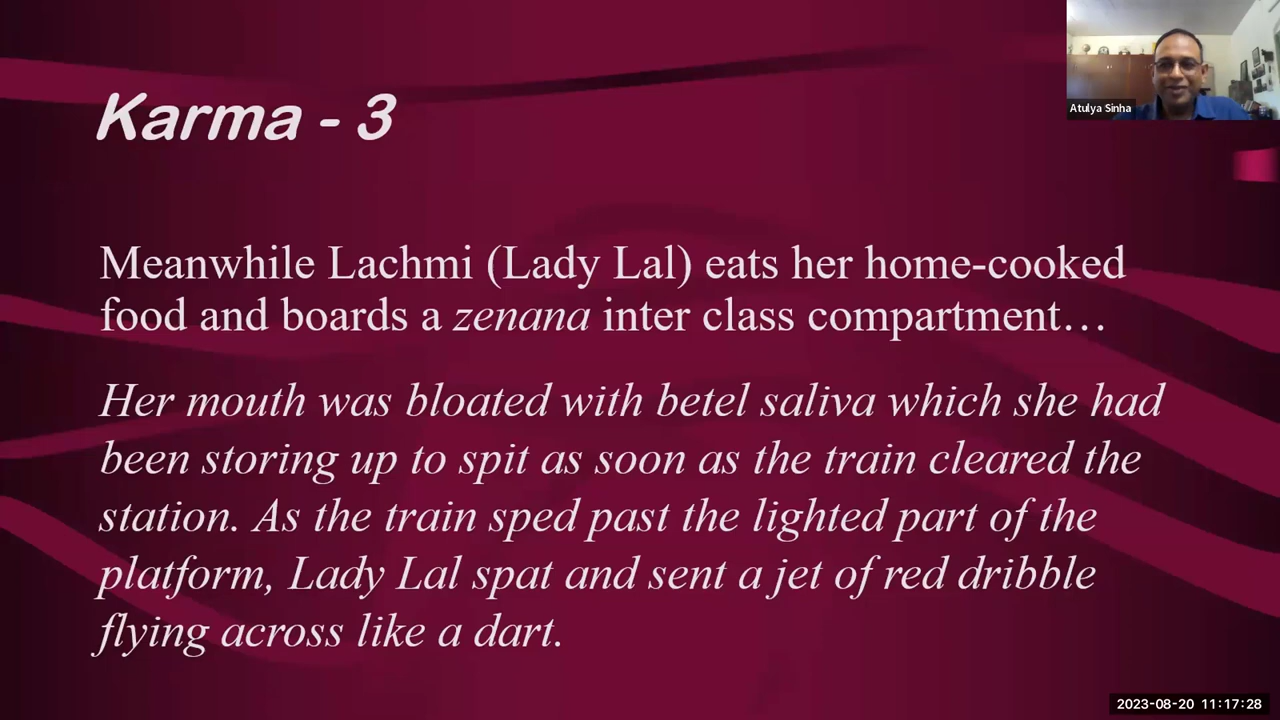 Karma - 3
Atulya Sinha
Meanwhile Lachmi (Lady Lal) eats her home-cooked
food and boards a zenana inter class compartment…
Her mouth was bloated with betel saliva which she had
been storing up to spit as soon as the train cleared the
station. As the train sped past the lighted part of the
platform, Lady Lal spat and sent a jet of red dribble
flying across like a dart.
2023-08-20 11:17:28